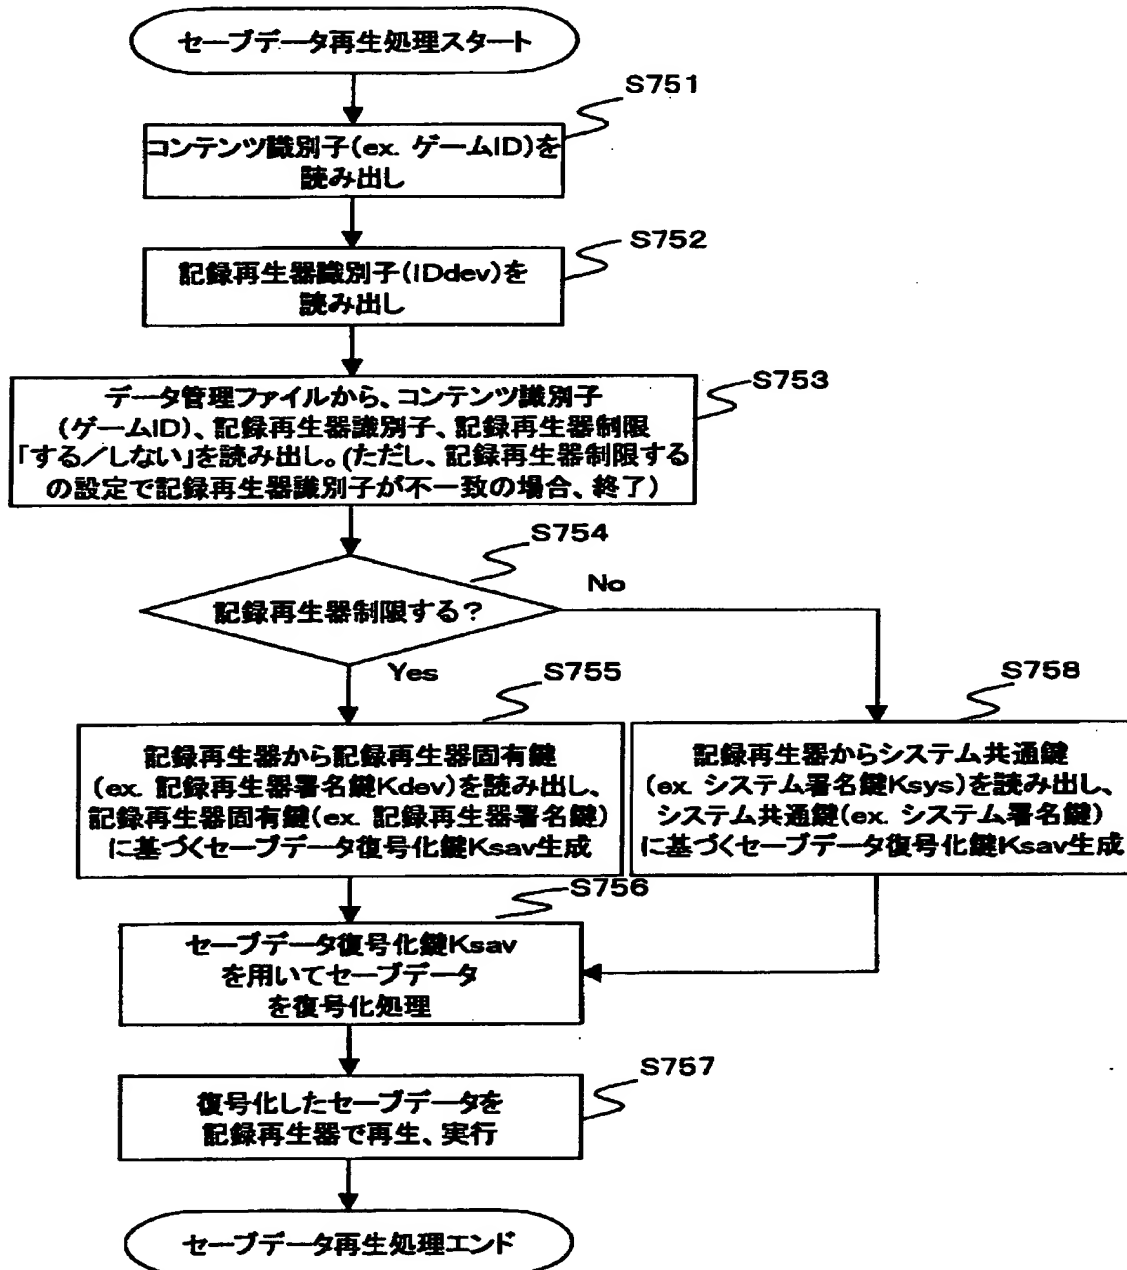 セーブデータ再生処理スタート
S751
コンテンツ識別子(ex. ゲームID)を
読み出し
S752
記録再生器識別子(IDdev)を
読み出し
S753
データ管理ファイルから、コンテンツ識別子
(ゲームID)、記録再生器識別子、記録再生器制限
「する/しない」を読み出し。(ただし、記録再生器制限する
の設定で記録再生器識別子が不一致の場合、終了)
S754
記録再生器制限する?
No
Yes
S755
記録再生器から記録再生器固有鍵
(ex. 記録再生器署名鍵Kdev)を読み出し、
記録再生器固有鍵(ex. 記録再生器署名鍵)
に基づくセーブデータ復号化鍵Ksav生成
S758
記録再生器からシステム共通鍵
(ex. システム署名鍵Ksys)を読み出し、
システム共通鍵(ex. システム署名鍵)
に基づくセーブデータ復号化鍵Ksav生成
S756
セーブデータ復号化鍵Ksav
を用いてセーブデータ
を復号化処理
S757
復号化したセーブデータを
記録再生器で再生、実行
セーブデータ再生処理エンド